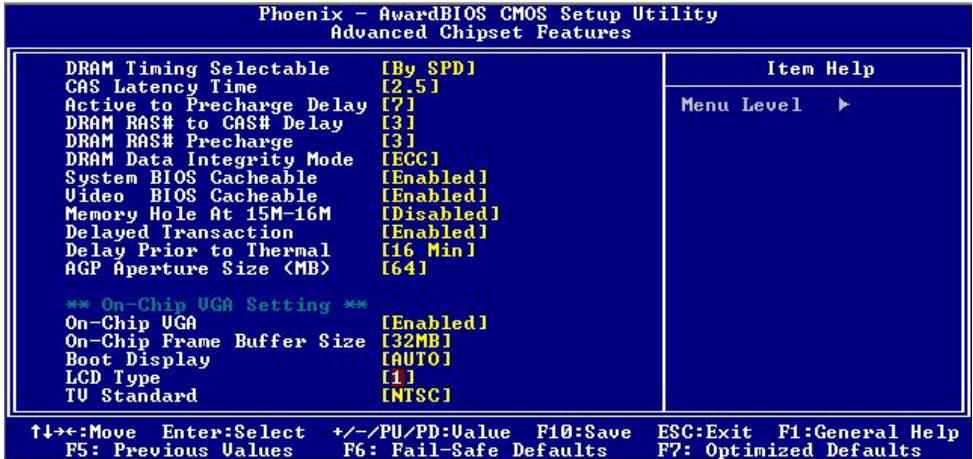 Phoenix - AwardBIOS CMOS Setup Utility
Advanced Chipset Features
DRAM Timing Selectable [By SPD]
CAS Latency Time [2.5]
Active to Precharge Delay [7]
DRAM RAS# to CAS# Delay [3]
DRAM RAS# Precharge [3]
DRAM Data Integrity Mode [ECC]
System BIOS Cacheable [Enabled]
Video BIOS Cacheable [Enabled]
Memory Hole At 15M-16M [Disabled]
Delayed Transaction [Enabled]
Delay Prior to Thermal [16 Min]
AGP Aperture Size (MB) [64]
** On-Chip VGA Setting **
On-Chip VGA [Enabled]
On-Chip Frame Buffer Size [32MB]
Boot Display [AUTO]
LCD Type [1]
TV Standard [NTSC]
Item Help
Menu Level ▶
↑↓→←:Move Enter:Select +/-/PU/PD:Value F10:Save ESC:Exit F1:General Help
F5: Previous Values F6: Fail-Safe Defaults F7: Optimized Defaults